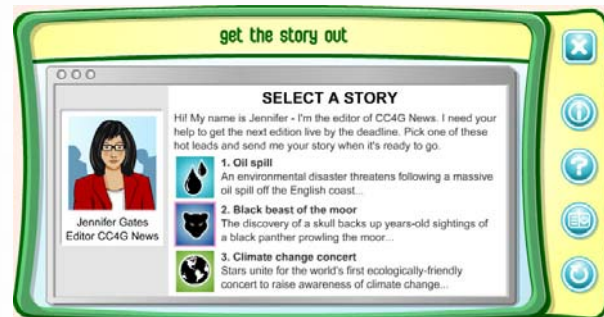 get the story out
SELECT A STORY
Hi! My name is Jennifer - I'm the editor of CC4G News. I need your
help to get the next edition live by the deadline. Pick one of these
hot leads and send me your story when it's ready to go.
1. Oil spill
An environmental disaster threatens following a massive
oil spill off the English coast...
2. Black beast of the moor
The discovery of a skull backs up years-old sightings of
a black panther prowling the moor...
3. Climate change concert
Stars unite for the world's first ecologically-friendly
concert to raise awareness of climate change...
Jennifer Gates
Editor CC4G News